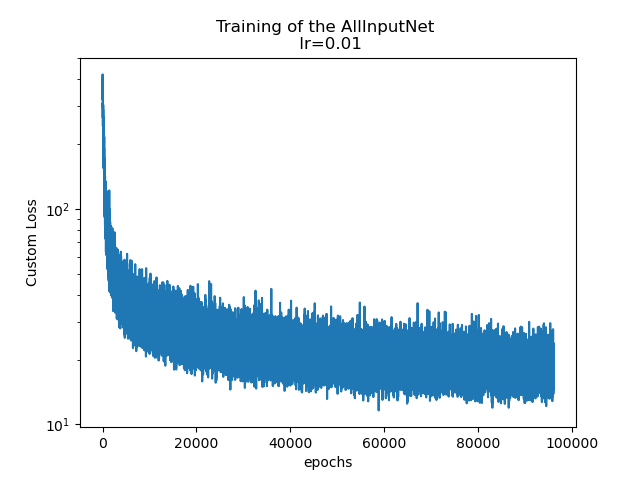 Training of the AllInputNet
lr=0.01
Custom Loss
10²
10¹
0 20000 40000 60000 80000 100000
epochs